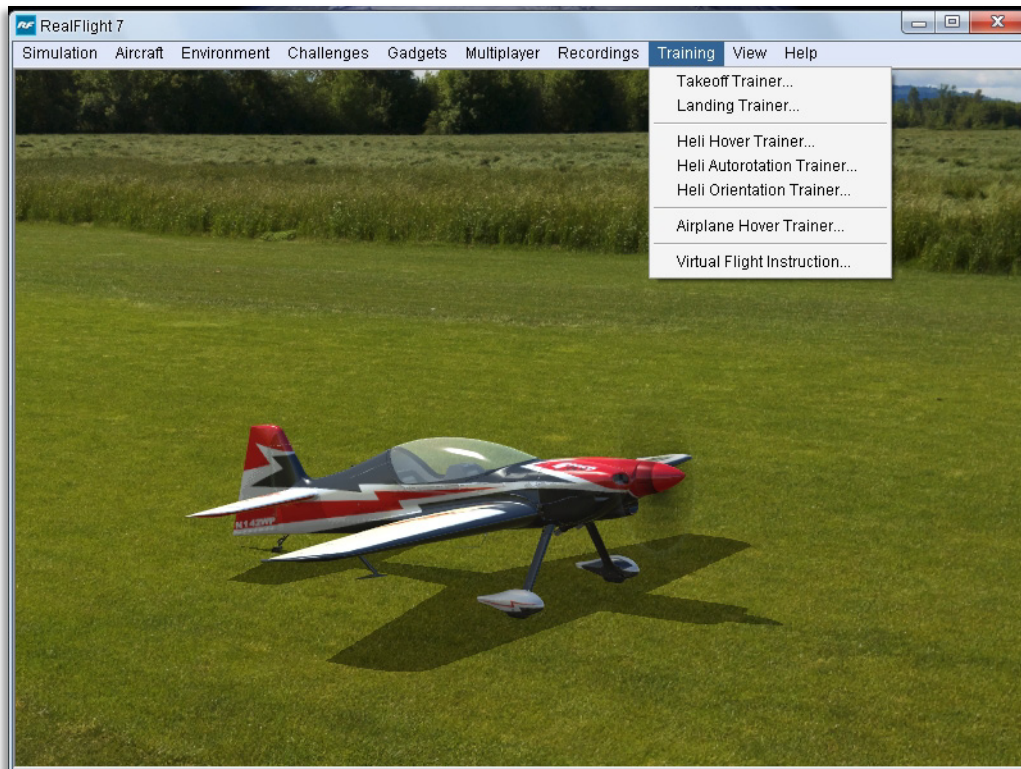 RF RealFlight 7
Simulation Aircraft Environment Challenges Gadgets Multiplayer Recordings Training View Help
Takeoff Trainer...
Landing Trainer...
Heli Hover Trainer...
Heli Autorotation Trainer...
Heli Orientation Trainer...
Airplane Hover Trainer...
Virtual Flight Instruction...